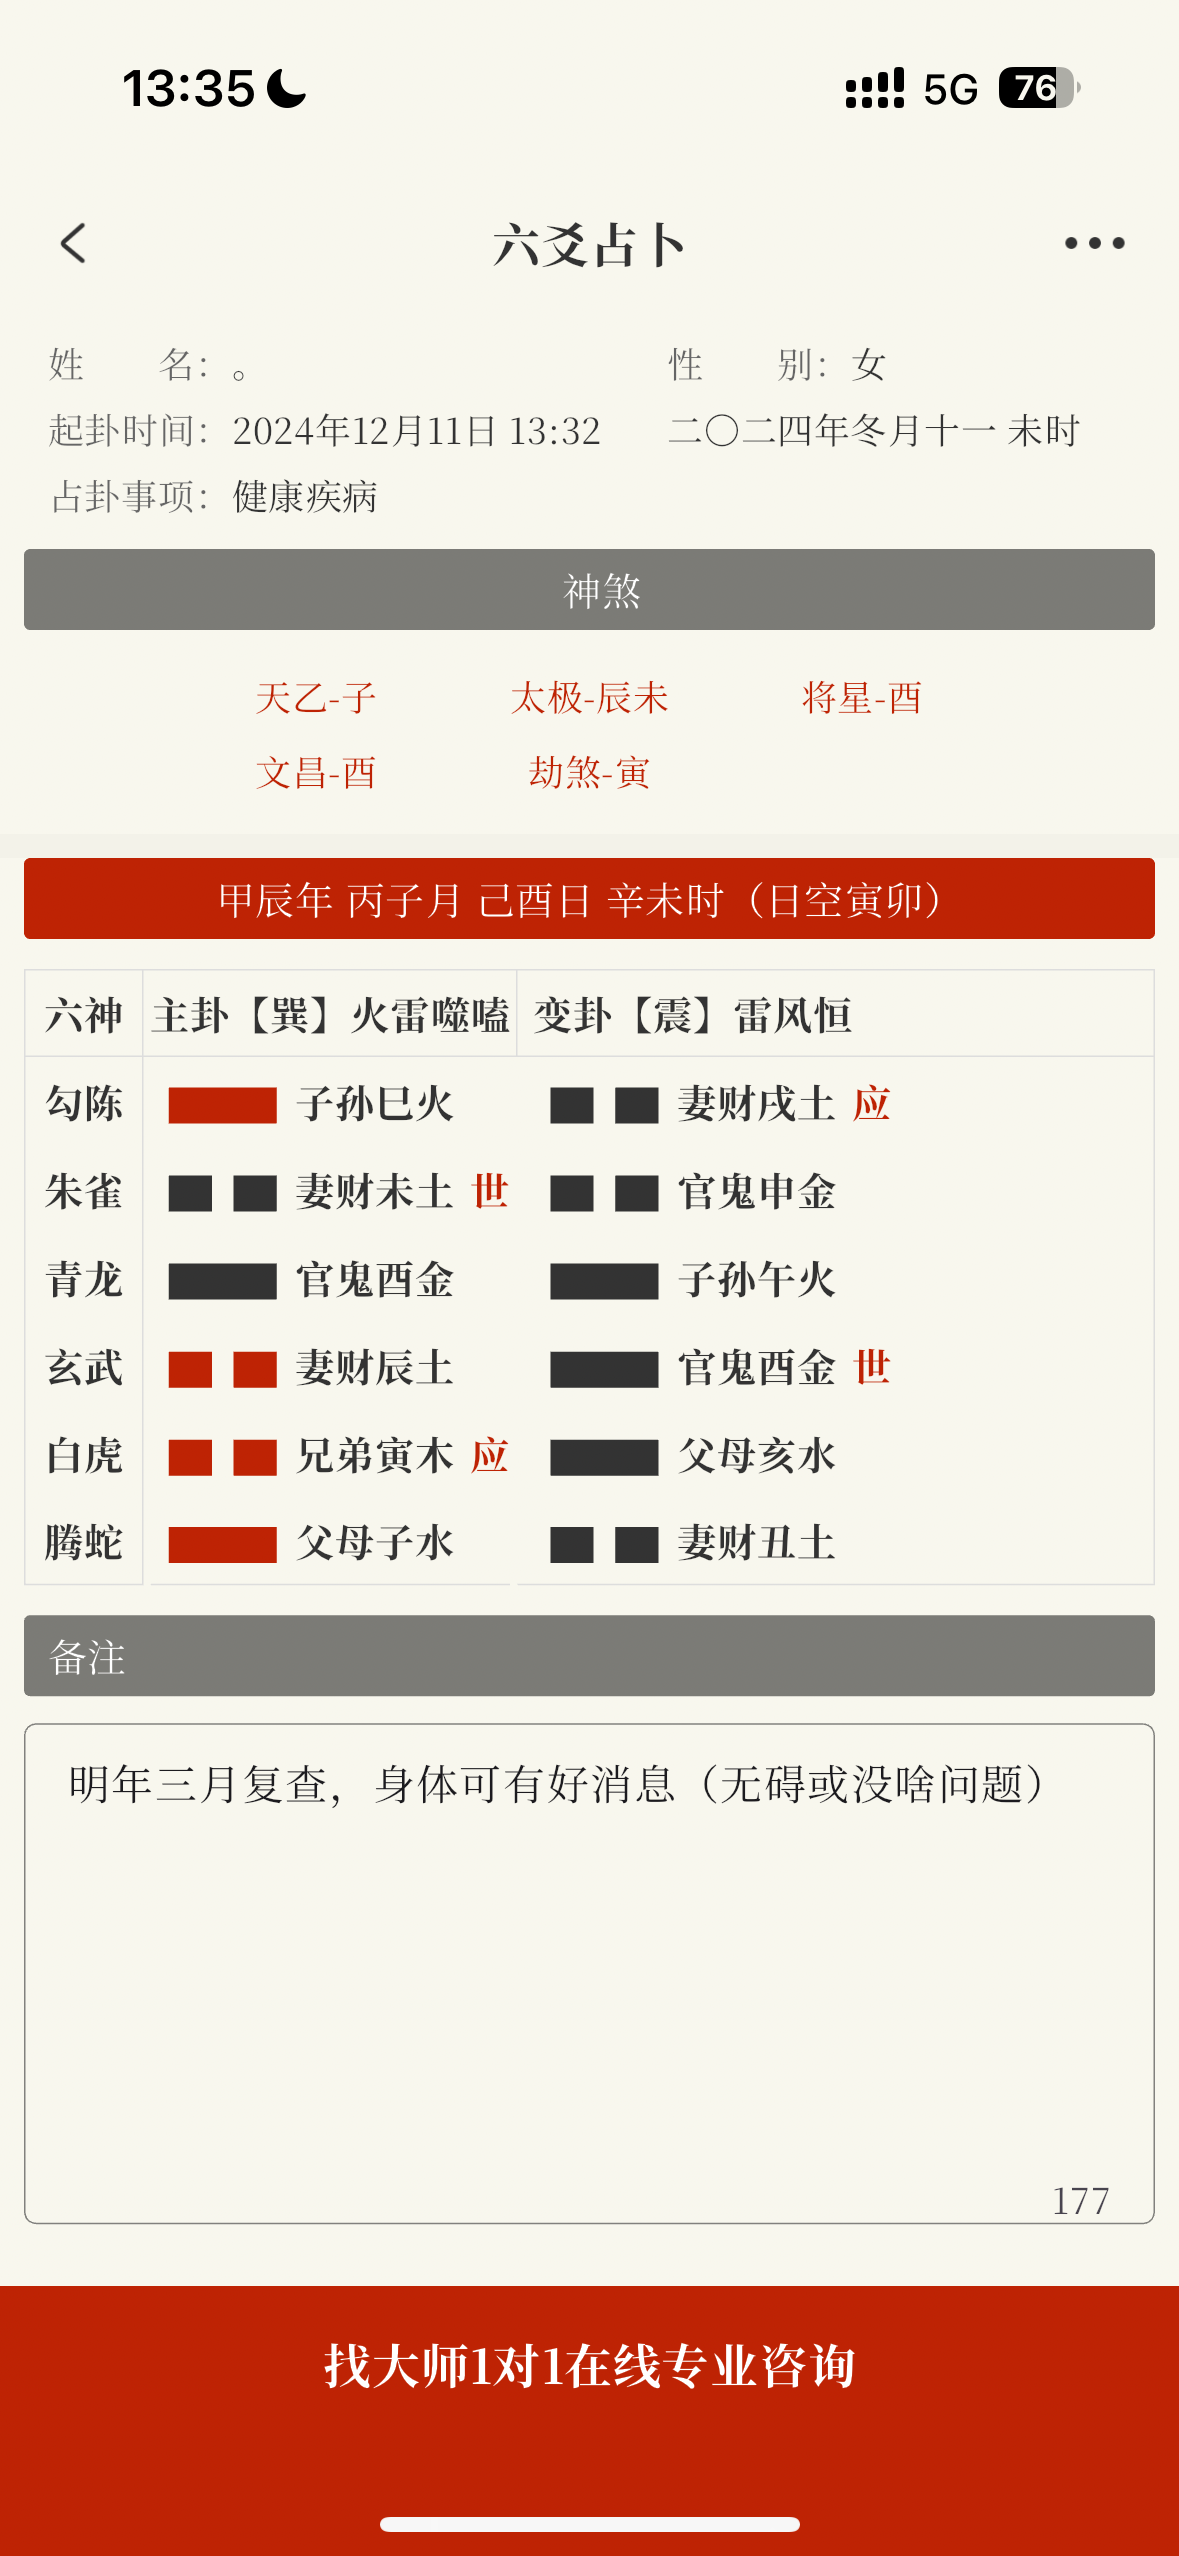 13:35 5G 76
六爻占卜
姓 名：。 性 别：女
起卦时间：2024年12月11日 13:32 二〇二四年冬月十一 未时
占卦事项：健康疾病
神煞
天乙-子 太极-辰未 将星-酉
文昌-酉 劫煞-寅
甲辰年 丙子月 己酉日 辛未时（日空寅卯）
六神 主卦【巽】火雷噬嗑 变卦【震】雷风恒
勾陈 子孙巳火 妻财戌土 应
朱雀 妻财未土 世 官鬼申金
青龙 官鬼酉金 子孙午火
玄武 妻财辰土 官鬼酉金 世
白虎 兄弟寅木 应 父母亥水
腾蛇 父母子水 妻财丑土
备注
明年三月复查，身体可有好消息（无碍或没啥问题）
177
找大师1对1在线专业咨询